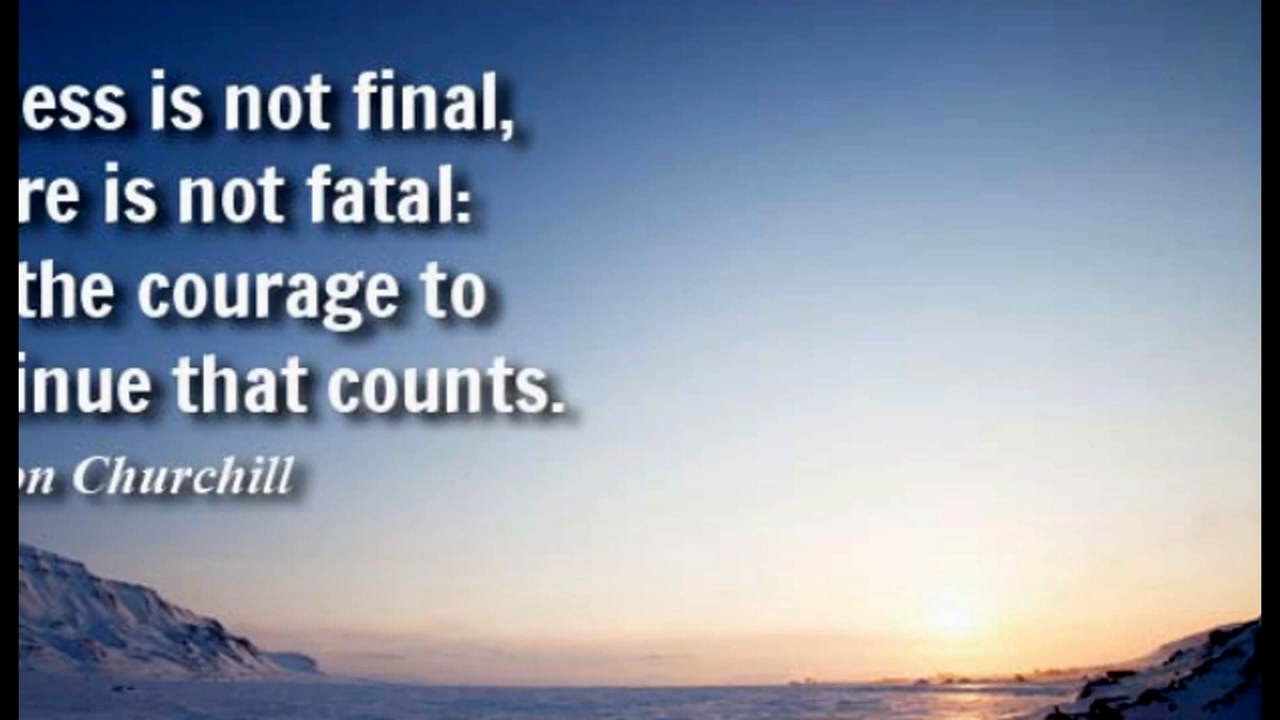 ess is not final,
re is not fatal:
the courage to
inue that counts.
on Churchill